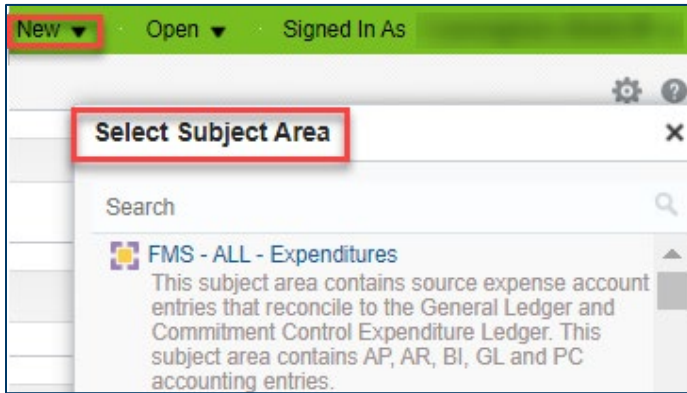 New Open Signed In As
Select Subject Area
Search
FMS - ALL - Expenditures
This subject area contains source expense account
entries that reconcile to the General Ledger and
Commitment Control Expenditure Ledger. This
subject area contains AP, AR, BI, GL and PC
accounting entries.